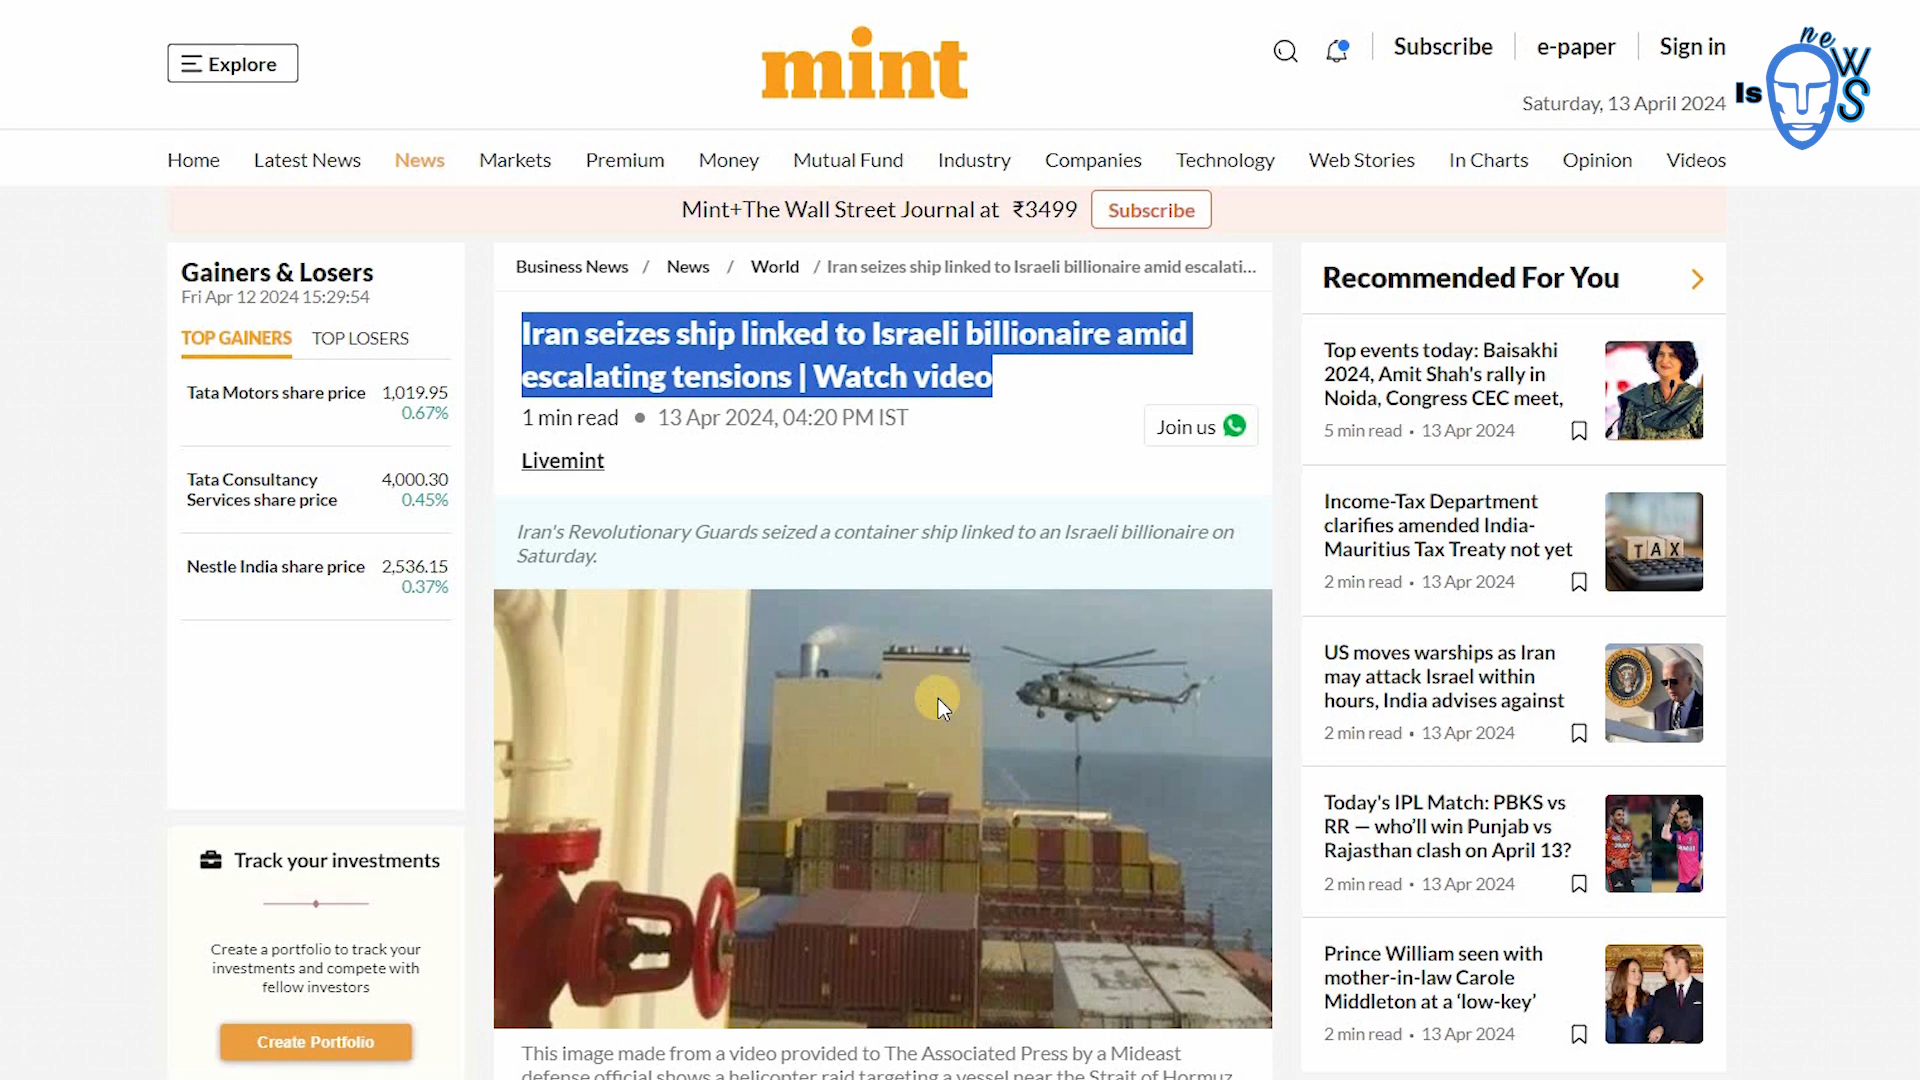 Explore
mint
Subscribe
e-paper
Sign in
Saturday, 13 April 2024
Is
neWS
Home
Latest News
News
Markets
Premium
Money
Mutual Fund
Industry
Companies
Technology
Web Stories
In Charts
Opinion
Videos
Mint+The Wall Street Journal at ₹3499
Subscribe
Gainers & Losers
Fri Apr 12 2024 15:29:54
TOP GAINERS
TOP LOSERS
Tata Motors share price 1,019.95
0.67%
Tata Consultancy 4,000.30
Services share price 0.45%
Nestle India share price 2,536.15
0.37%
Track your investments
Create a portfolio to track your
investments and compete with
fellow investors
Create Portfolio
Business News / News / World / Iran seizes ship linked to Israeli billionaire amid escalati...
Iran seizes ship linked to Israeli billionaire amid
escalating tensions | Watch video
1 min read • 13 Apr 2024, 04:20 PM IST
Join us
Livemint
Iran's Revolutionary Guards seized a container ship linked to an Israeli billionaire on
Saturday.
This image made from a video provided to The Associated Press by a Mideast
defense official shows a helicopter raid targeting a vessel near the Strait of Hormuz
Recommended For You
Top events today: Baisakhi
2024, Amit Shah's rally in
Noida, Congress CEC meet,
5 min read • 13 Apr 2024
Income-Tax Department
clarifies amended India-
Mauritius Tax Treaty not yet
2 min read • 13 Apr 2024
TAX
US moves warships as Iran
may attack Israel within
hours, India advises against
2 min read • 13 Apr 2024
Today's IPL Match: PBKS vs
RR — who'll win Punjab vs
Rajasthan clash on April 13?
2 min read • 13 Apr 2024
Prince William seen with
mother-in-law Carole
Middleton at a ‘low-key’
2 min read • 13 Apr 2024